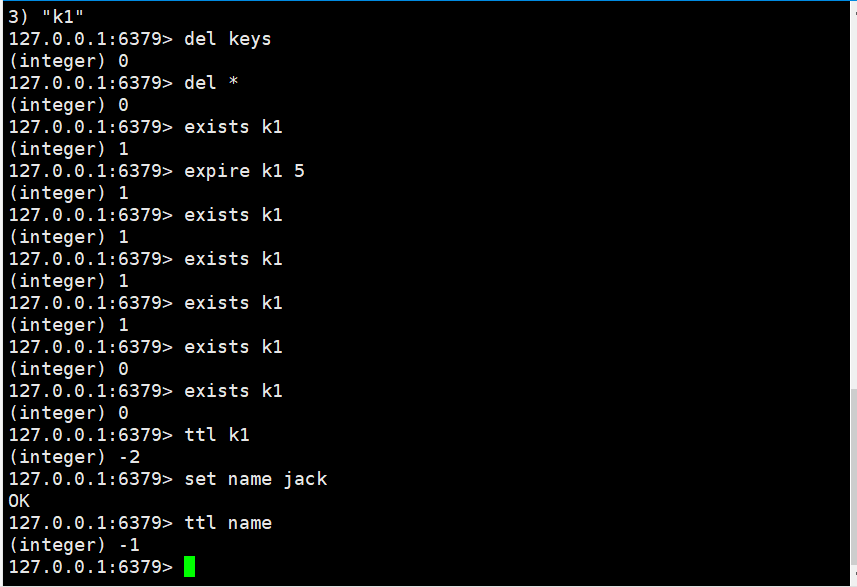 3) "k1"
127.0.0.1:6379> del keys
(integer) 0
127.0.0.1:6379> del *
(integer) 0
127.0.0.1:6379> exists k1
(integer) 1
127.0.0.1:6379> expire k1 5
(integer) 1
127.0.0.1:6379> exists k1
(integer) 1
127.0.0.1:6379> exists k1
(integer) 1
127.0.0.1:6379> exists k1
(integer) 1
127.0.0.1:6379> exists k1
(integer) 0
127.0.0.1:6379> exists k1
(integer) 0
127.0.0.1:6379> ttl k1
(integer) -2
127.0.0.1:6379> set name jack
OK
127.0.0.1:6379> ttl name
(integer) -1
127.0.0.1:6379>